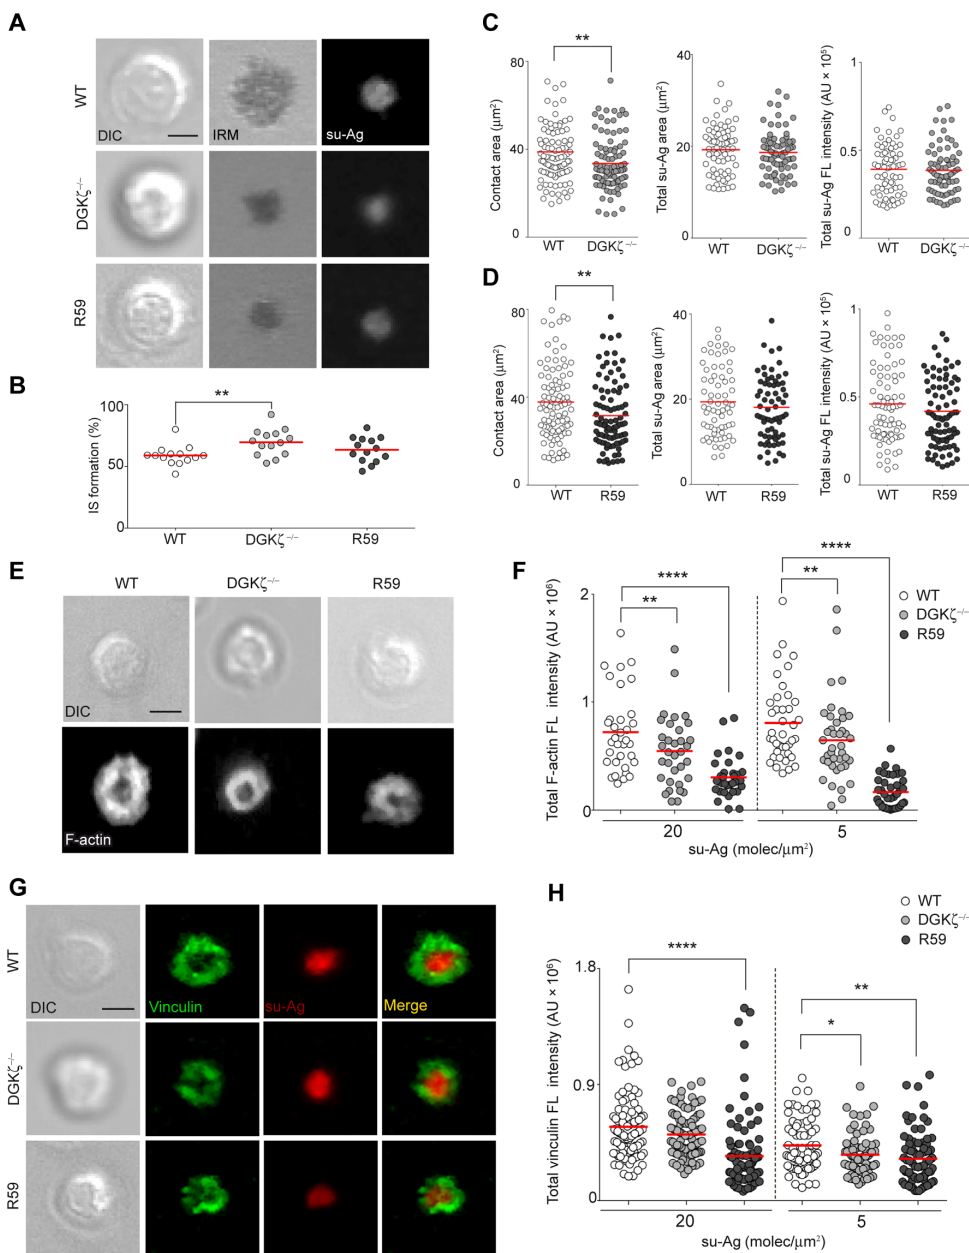 A
WT
DIC
IRM
su-Ag
DGKζ⁻/⁻
R59
B
**
IS formation (%)
100
50
0
WT
DGKζ⁻/⁻
R59
C
**
Contact area (µm²)
80
40
0
WT
DGKζ⁻/⁻
Total su-Ag area (µm²)
40
20
0
WT
DGKζ⁻/⁻
Total su-Ag FL intensity (AU × 10⁵)
1
0.5
0
WT
DGKζ⁻/⁻
D
**
Contact area (µm²)
80
40
0
WT
R59
Total su-Ag area (µm²)
40
20
0
WT
R59
Total su-Ag FL intensity (AU × 10⁵)
1
0.5
0
WT
R59
E
WT
DGKζ⁻/⁻
R59
DIC
F-actin
F
Total F-actin FL intensity (AU × 10⁶)
2
1
0
****
**
****
**
WT
DGKζ⁻/⁻
R59
20
5
su-Ag (molec/µm²)
G
WT
DIC
Vinculin
su-Ag
Merge
DGKζ⁻/⁻
R59
H
WT
DGKζ⁻/⁻
R59
Total vinculin FL intensity (AU × 10⁶)
1.8
0.9
0
****
**
*
20
5
su-Ag (molec/µm²)